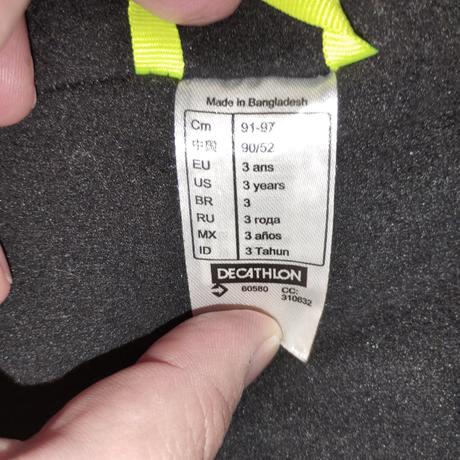 Made in Bangladesh
Cm 91-97
中国 90/52
EU 3 ans
US 3 years
BR 3
RU 3 года
MX 3 años
ID 3 Tahun
DECATHLON
60580 CC:
310632